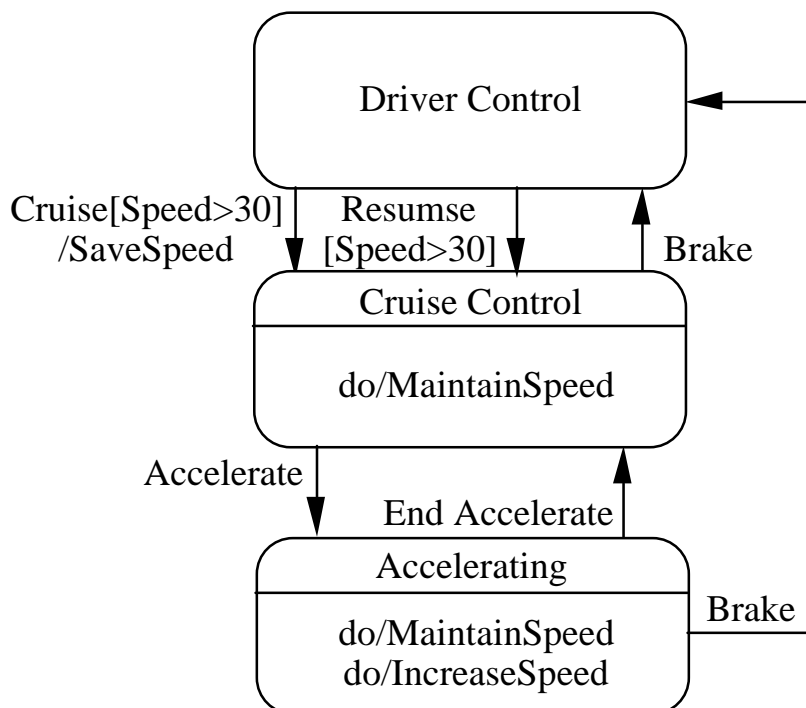 Driver Control
Cruise[Speed>30]
/SaveSpeed
Resumse
[Speed>30]
Brake
Cruise Control
do/MaintainSpeed
Accelerate
End Accelerate
Accelerating
do/MaintainSpeed
do/IncreaseSpeed
Brake